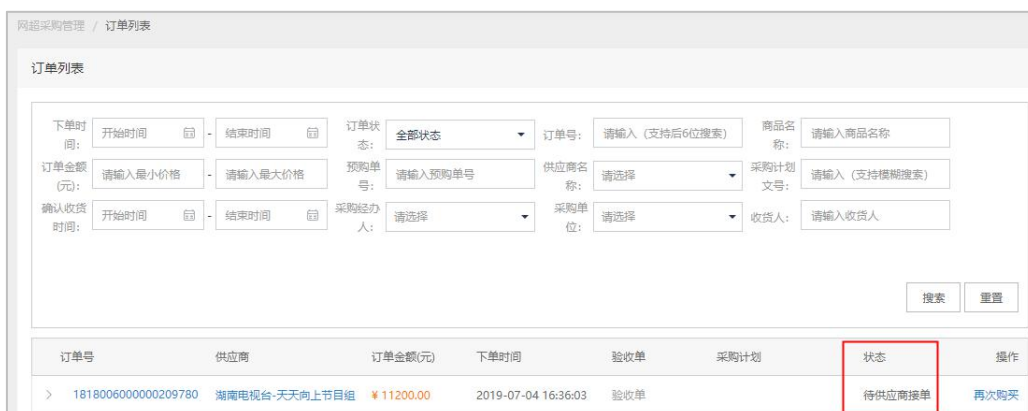 网超采购管理 / 订单列表
订单列表
下单时间: 开始时间 - 结束时间 订单状态: 全部状态 订单号: 请输入 (支持后6位搜索) 商品名称: 请输入商品名称
订单金额(元): 请输入最小价格 - 请输入最大价格 预购单号: 请输入预购单号 供应商名称: 请选择 采购计划文号: 请输入 (支持模糊搜索)
确认收货时间: 开始时间 - 结束时间 采购经办人: 请选择 采购单位: 请选择 收货人: 请输入收货人
搜索 重置
订单号 供应商 订单金额(元) 下单时间 验收单 采购计划 状态 操作
> 1818006000000209780 湖南电视台-天天向上节目组 ¥ 11200.00 2019-07-04 16:36:03 验收单 待供应商接单 再次购买